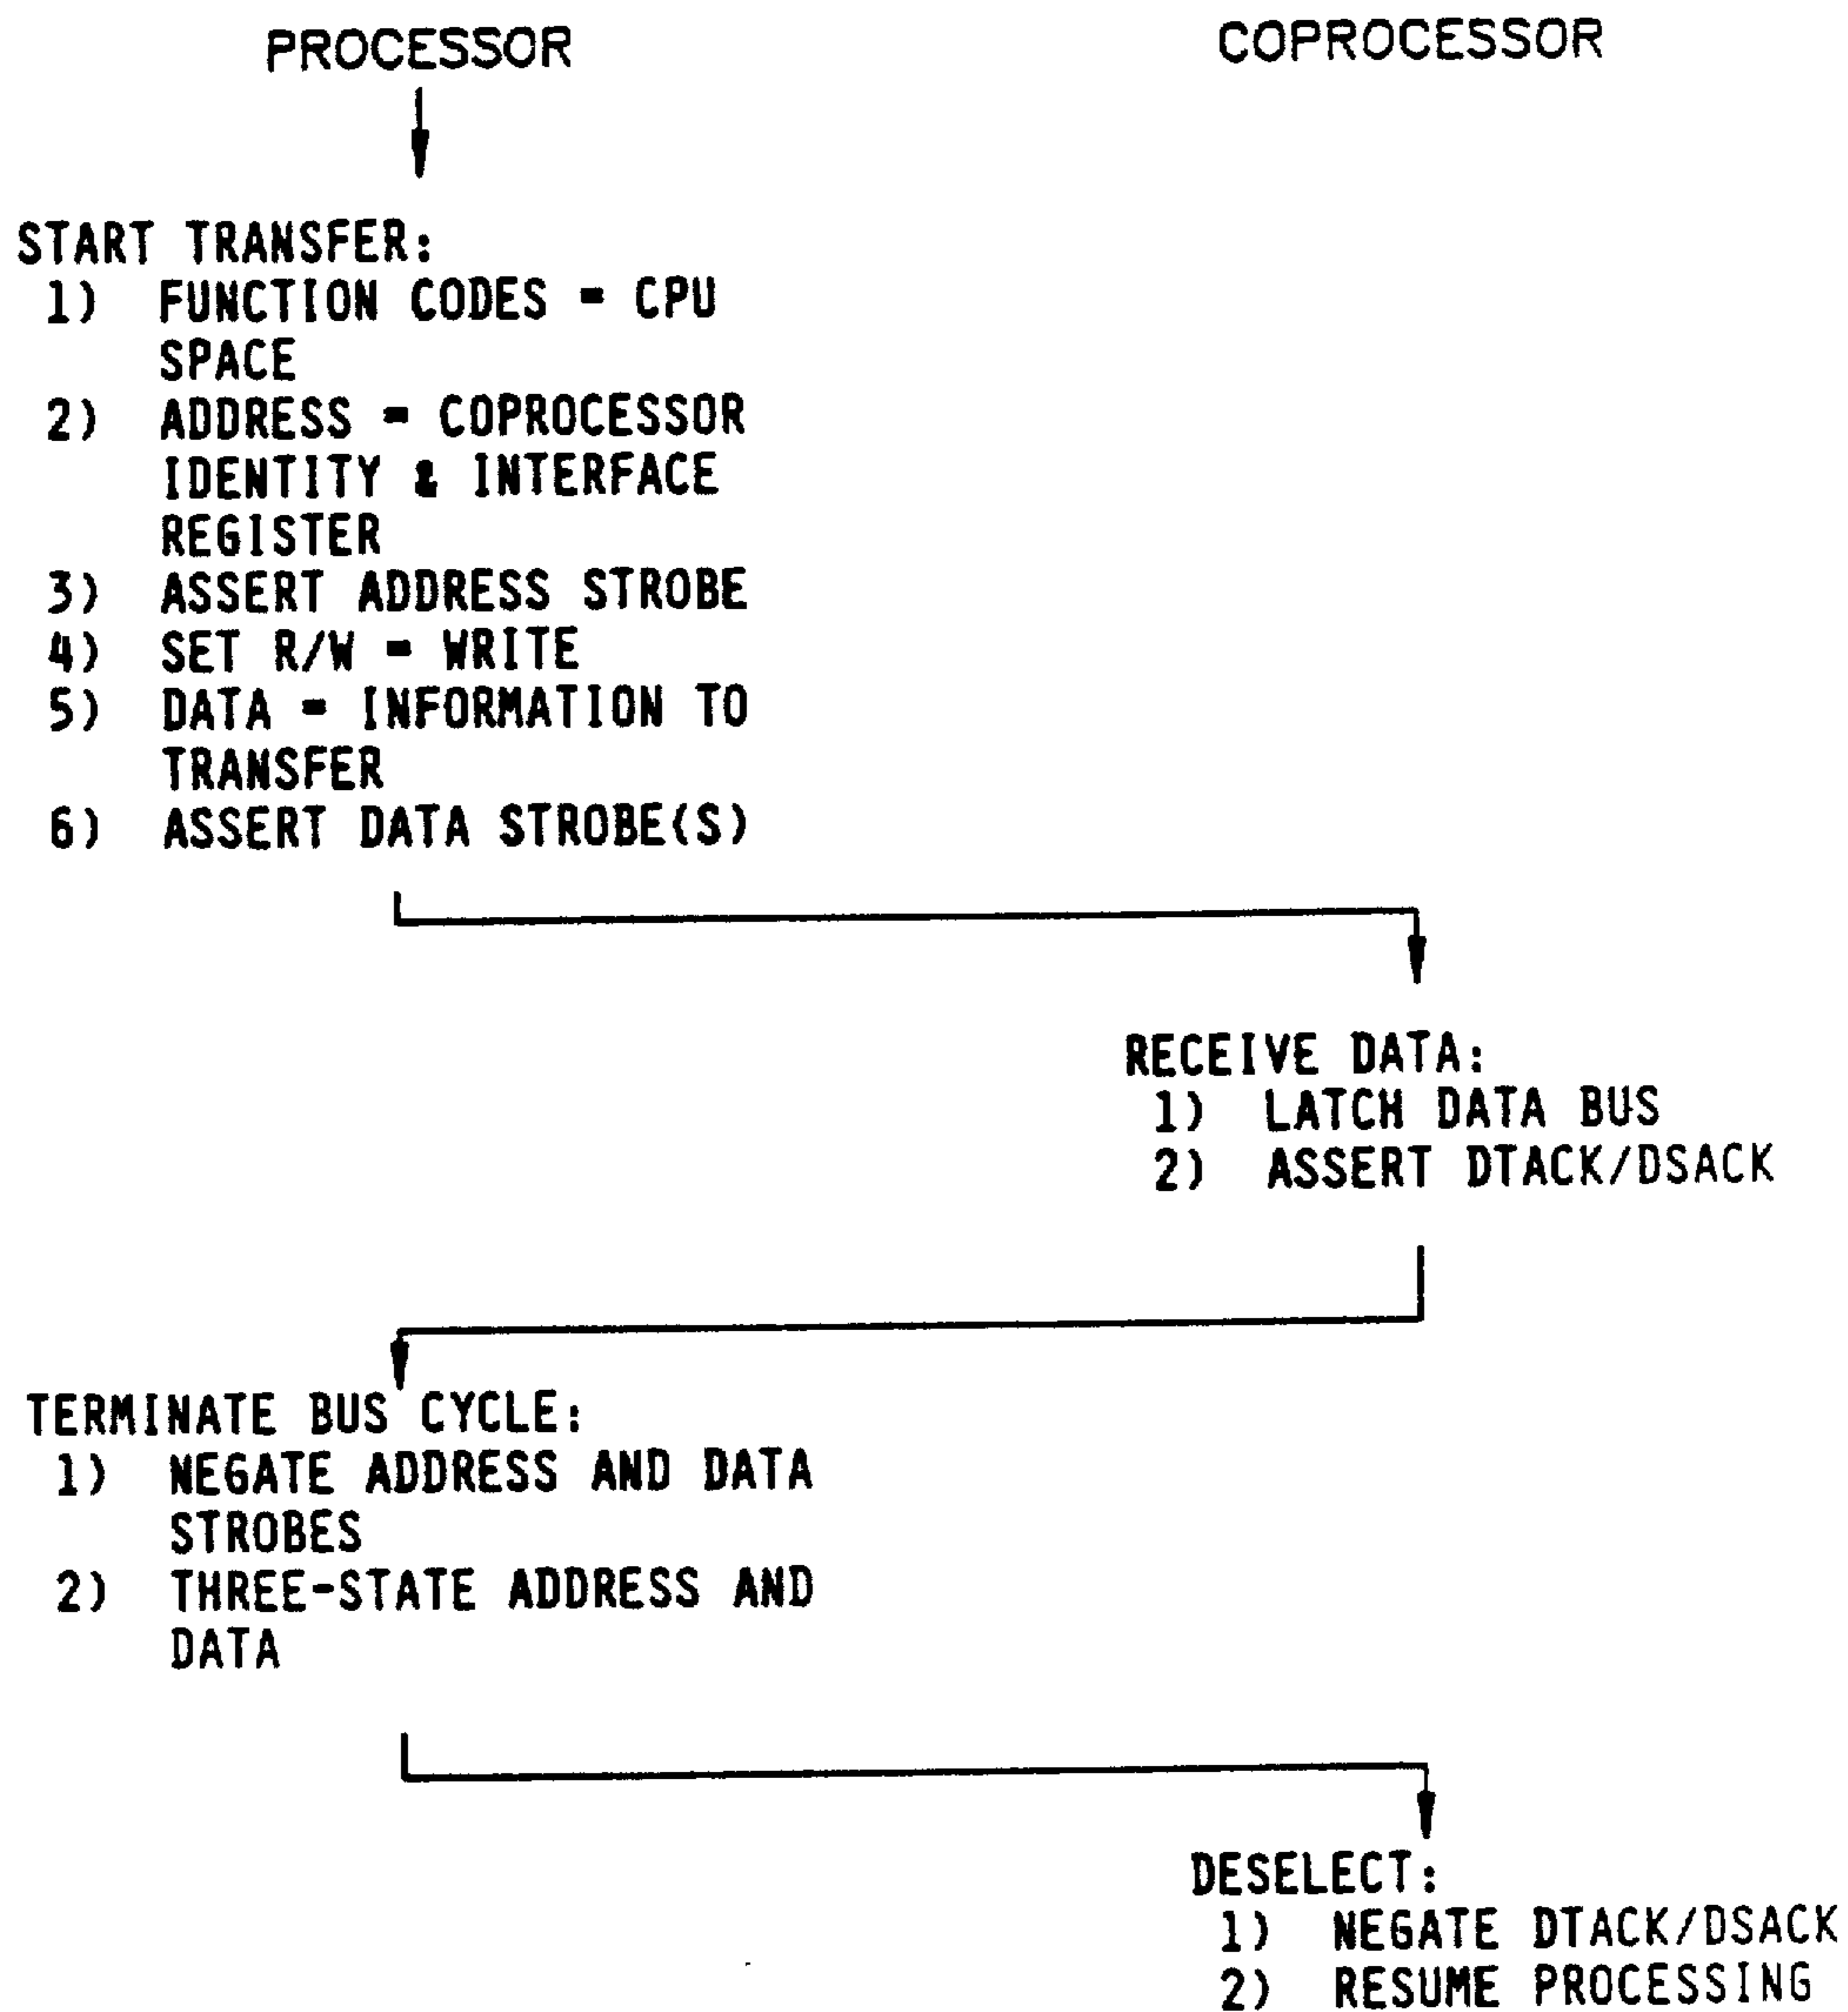 PROCESSOR
COPROCESSOR
START TRANSFER:
1) FUNCTION CODES = CPU
SPACE
2) ADDRESS = COPROCESSOR
IDENTITY & INTERFACE
REGISTER
3) ASSERT ADDRESS STROBE
4) SET R/W = WRITE
5) DATA = INFORMATION TO
TRANSFER
6) ASSERT DATA STROBE(S)
RECEIVE DATA:
1) LATCH DATA BUS
2) ASSERT DTACK/DSACK
TERMINATE BUS CYCLE:
1) NEGATE ADDRESS AND DATA
STROBES
2) THREE-STATE ADDRESS AND
DATA
DESELECT:
1) NEGATE DTACK/DSACK
2) RESUME PROCESSING